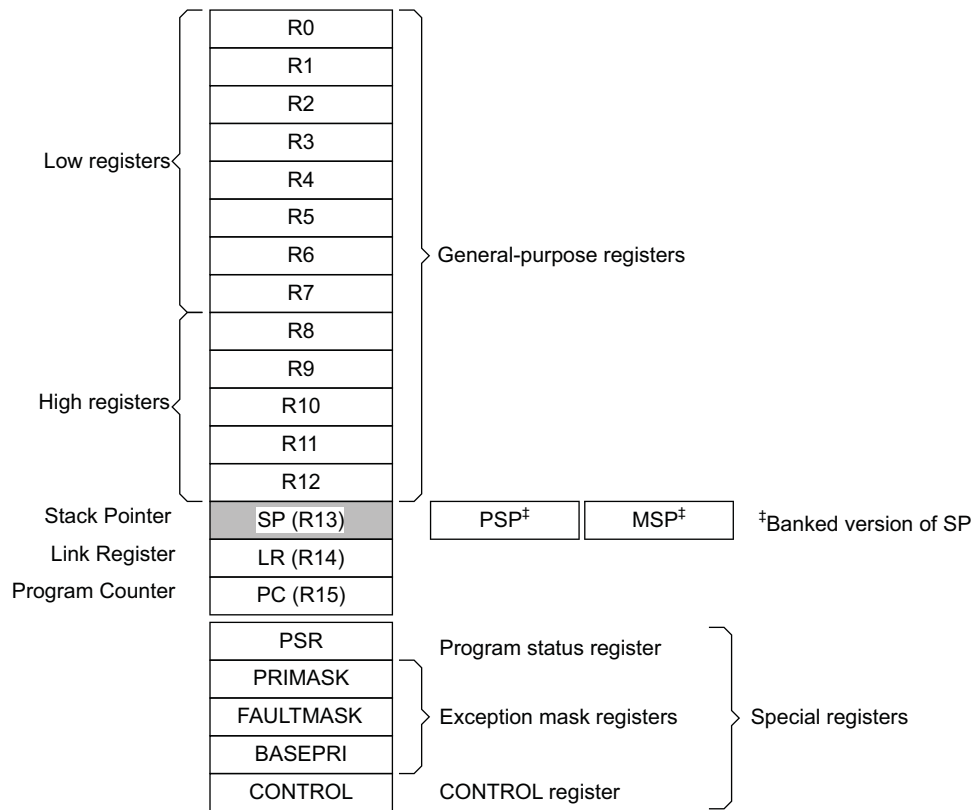 R0
R1
R2
R3
Low registers
R4
R5
R6
General-purpose registers
R7
R8
R9
High registers
R10
R11
R12
Stack Pointer SP (R13) PSP‡ MSP‡ ‡Banked version of SP
Link Register LR (R14)
Program Counter PC (R15)
PSR Program status register
PRIMASK
FAULTMASK Exception mask registers Special registers
BASEPRI
CONTROL CONTROL register